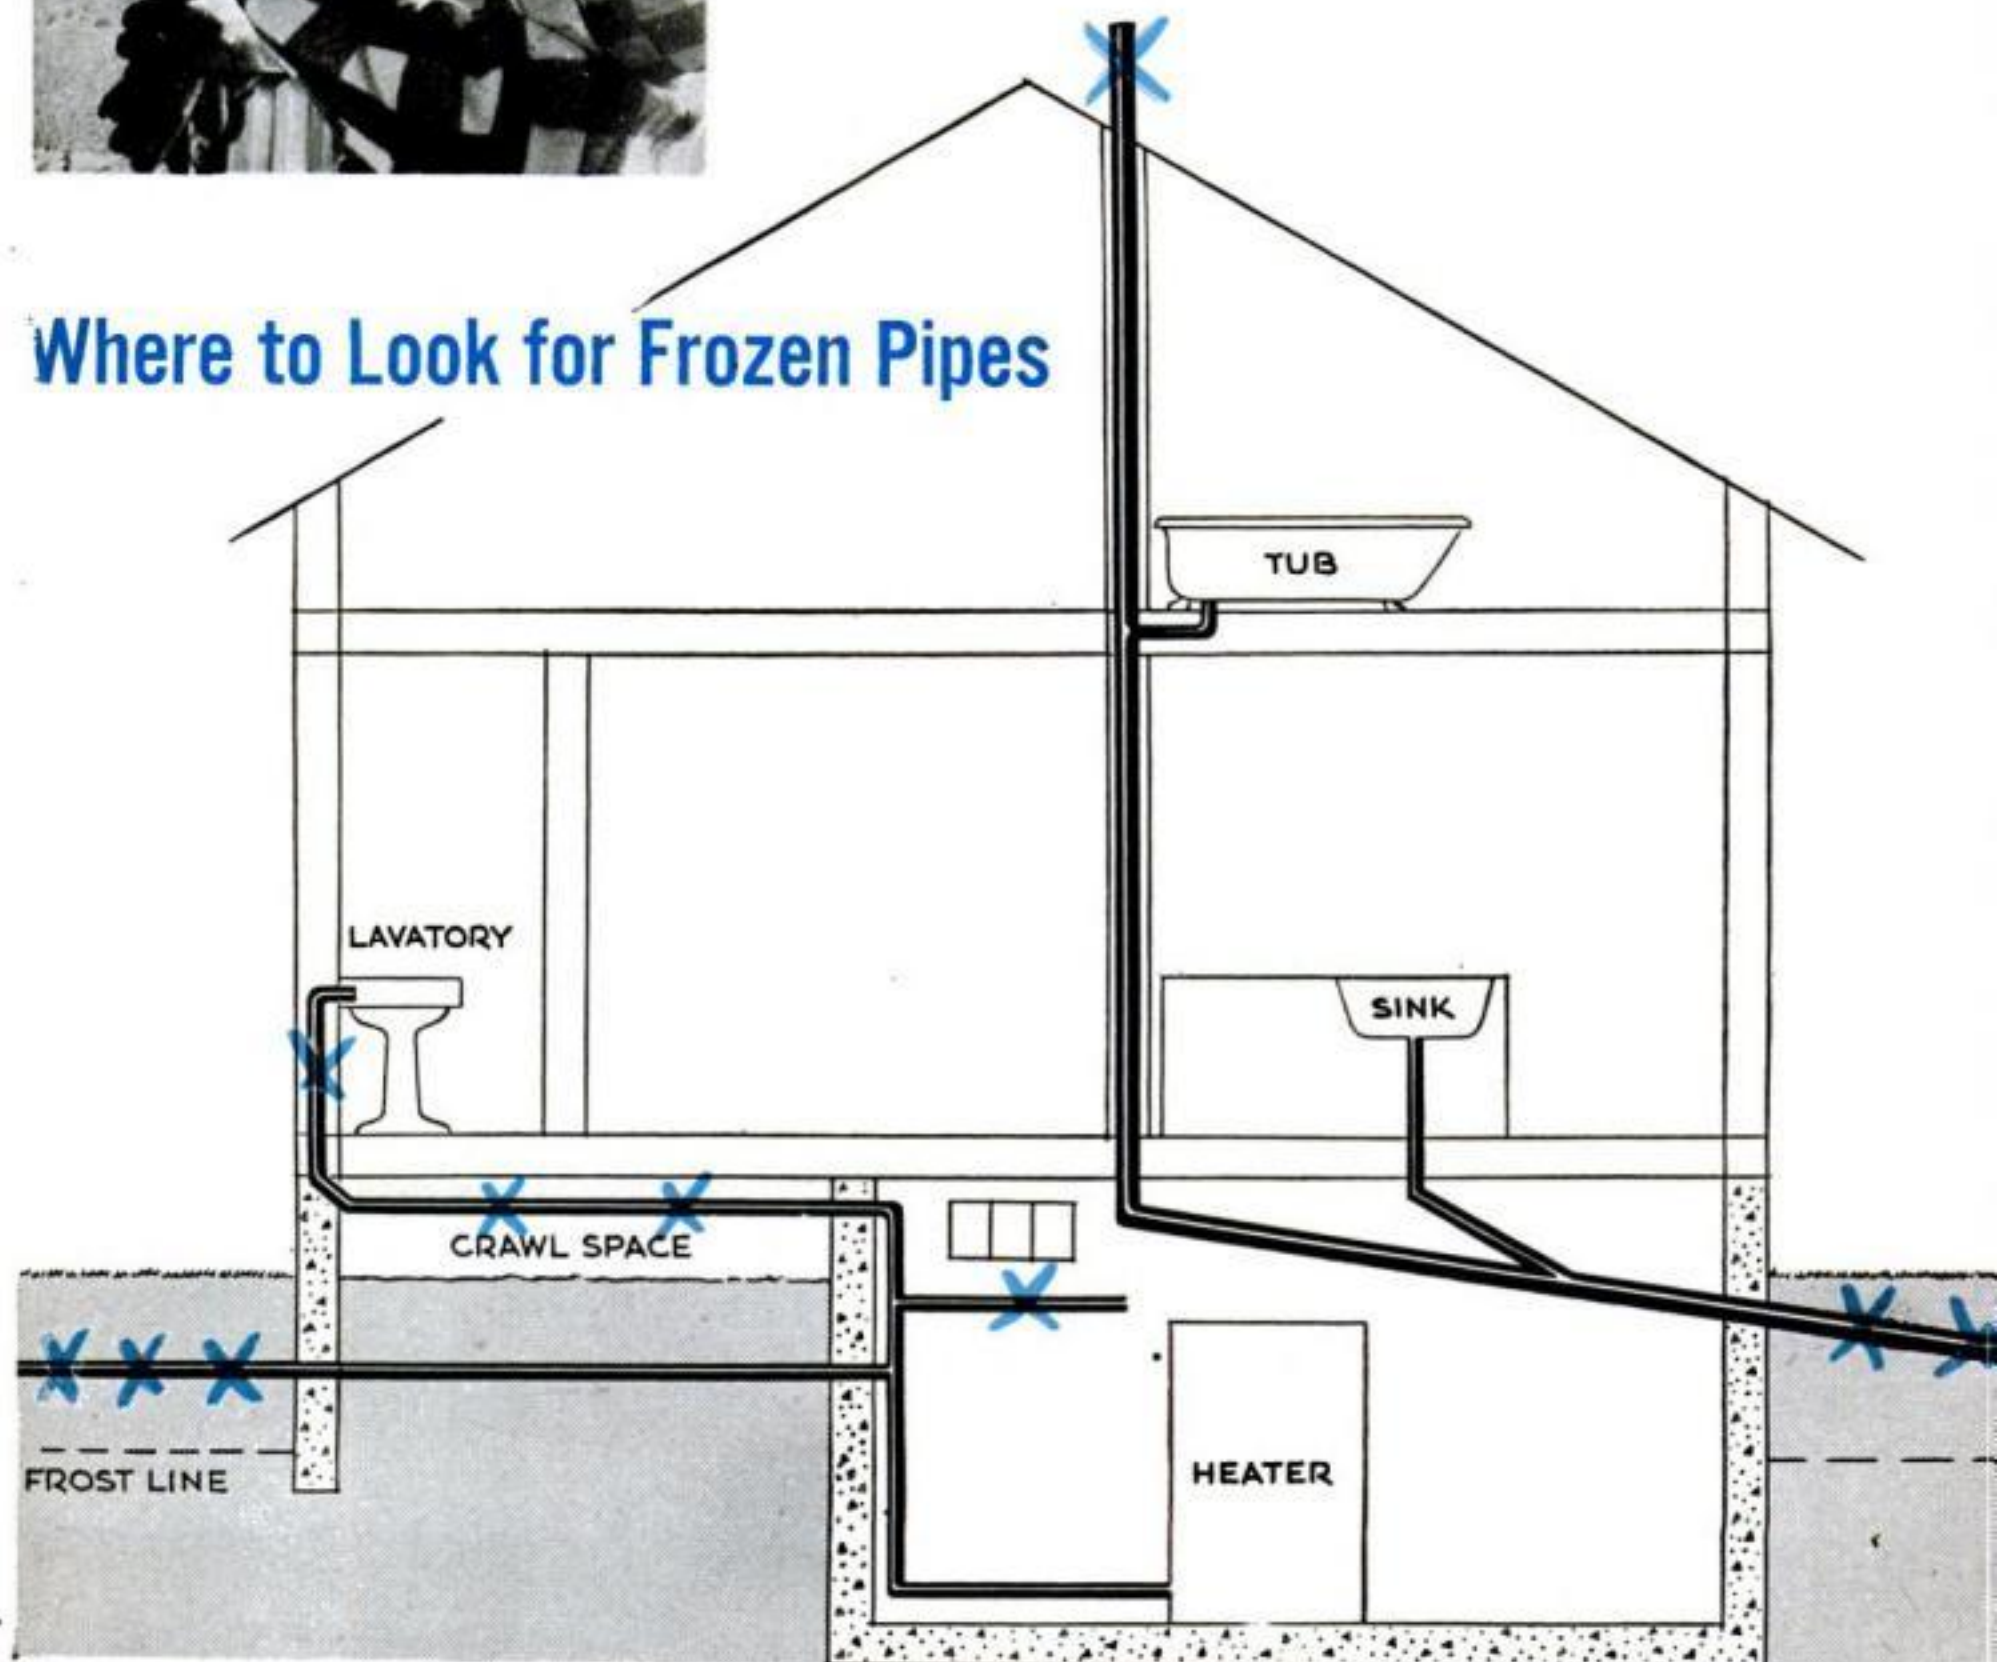 Where to Look for Frozen Pipes
TUB
LAVATORY
SINK
CRAWL SPACE
FROST LINE
HEATER